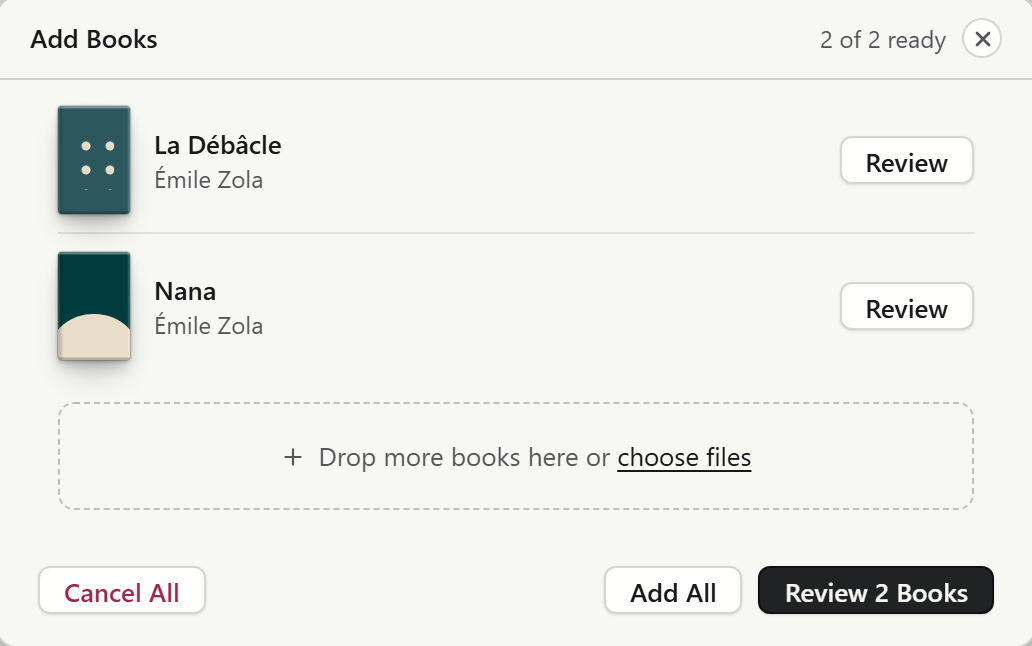 Add Books
2 of 2 ready
La Débâcle
Émile Zola
Review
Nana
Émile Zola
Review
+ Drop more books here or choose files
Cancel All
Add All
Review 2 Books